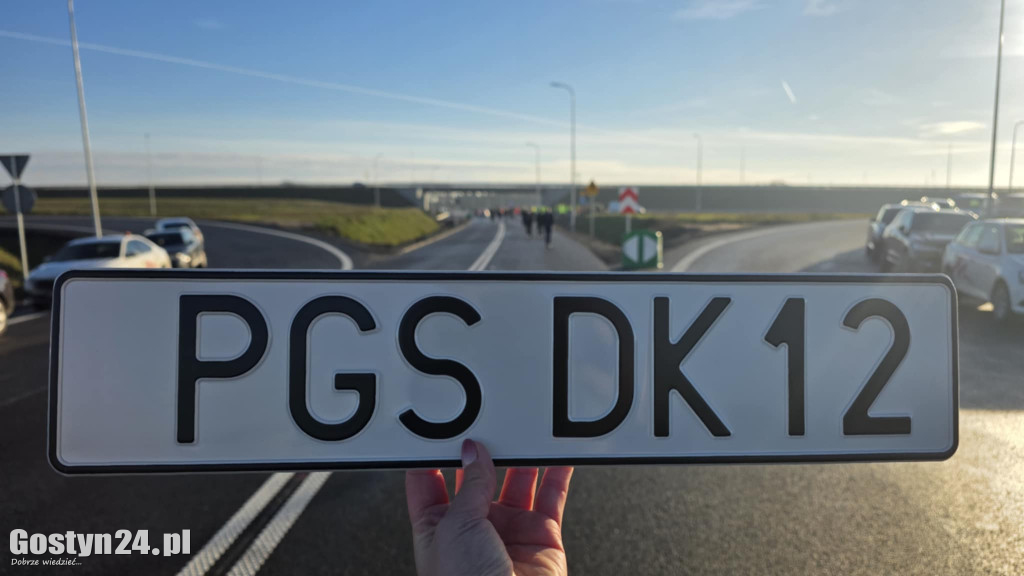 PGS DK12
Gostyn24.pl
Dobrze wiedzieć...